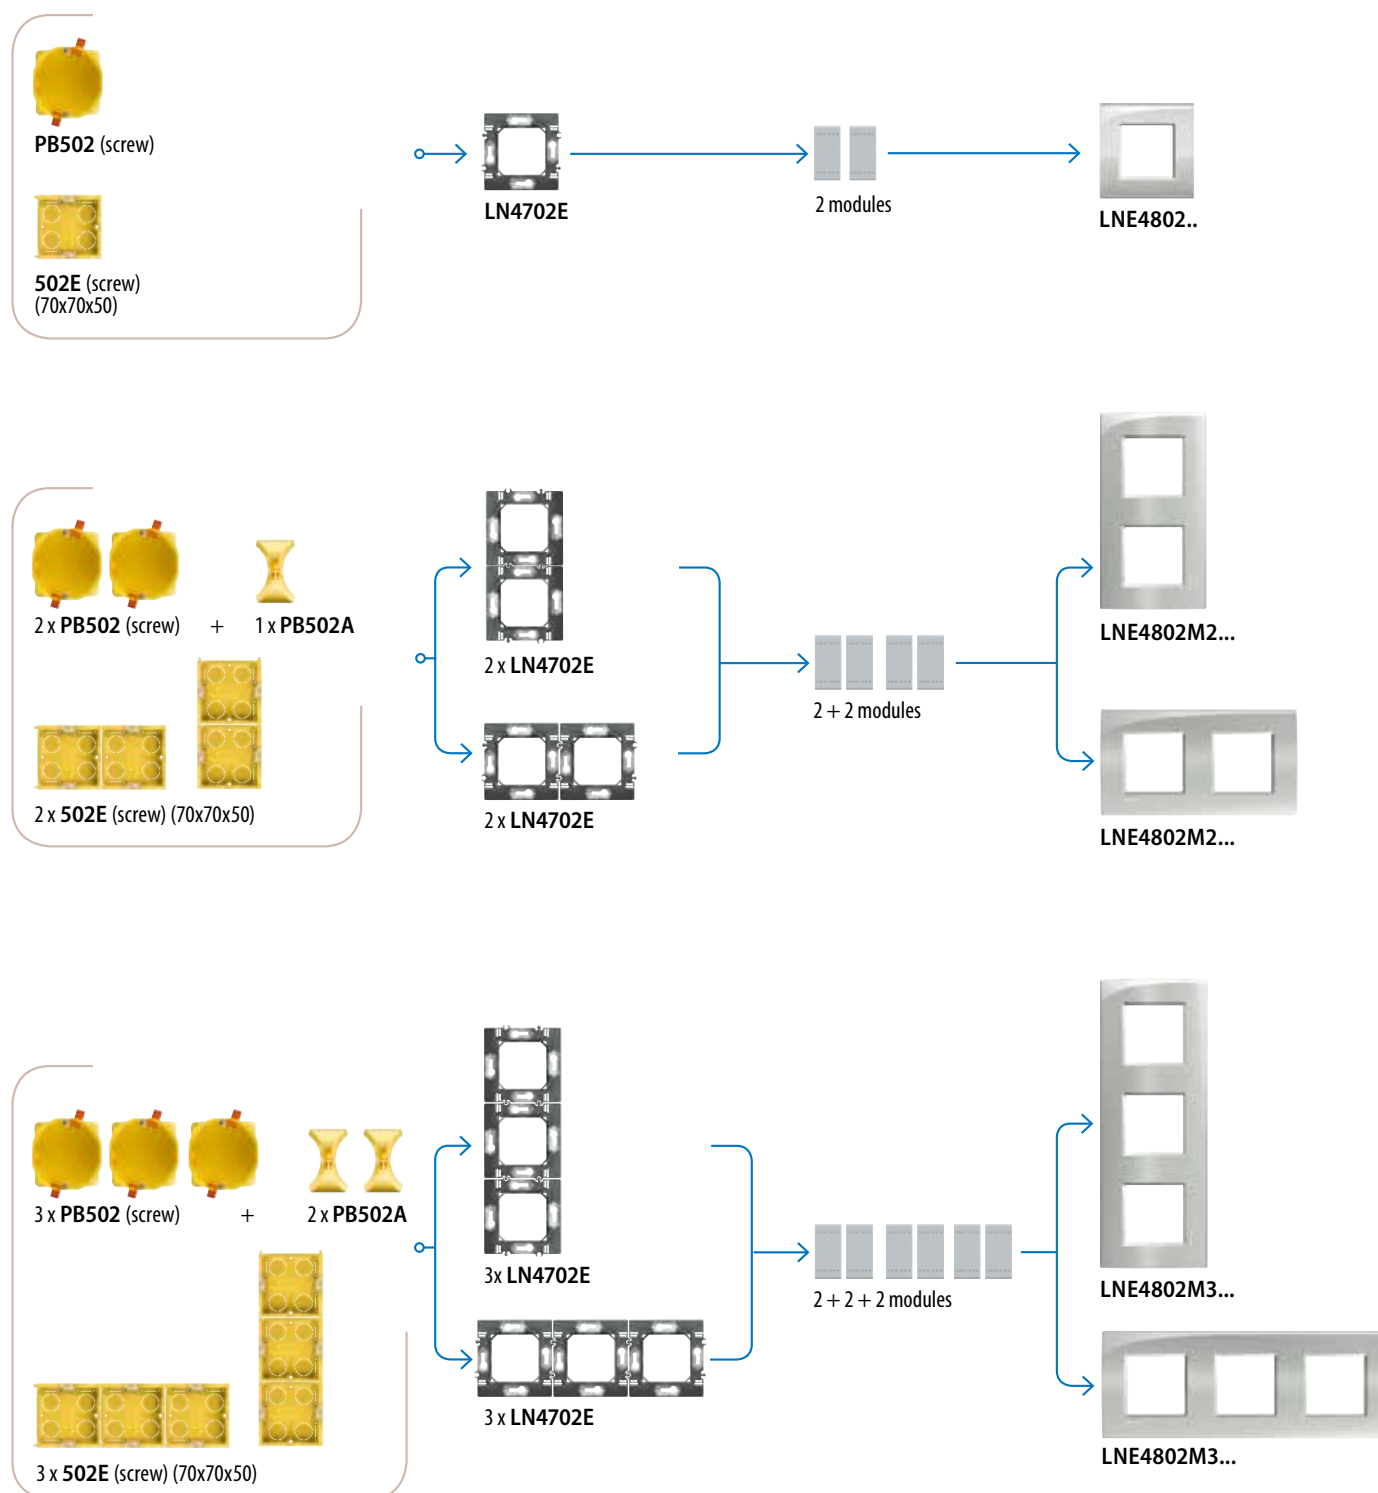 PB502 (screw)
502E (screw)
(70x70x50)
LN4702E
2 modules
LNE4802..
2 x PB502 (screw) + 1 x PB502A
2 x 502E (screw) (70x70x50)
2 x LN4702E
2 x LN4702E
2 + 2 modules
LNE4802M2...
LNE4802M2...
3 x PB502 (screw) + 2 x PB502A
3 x 502E (screw) (70x70x50)
3x LN4702E
3 x LN4702E
2 + 2 + 2 modules
LNE4802M3...
LNE4802M3...